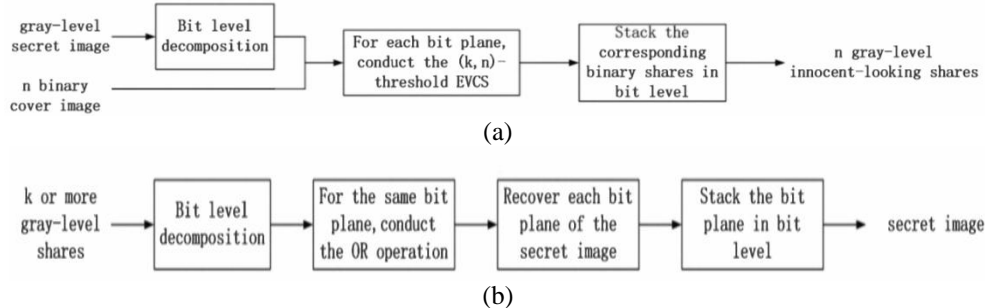 gray-level
secret image
Bit level
decomposition
n binary
cover image
For each bit plane,
conduct the (k, n)-
threshold EVCS
Stack the
corresponding
binary shares in
bit level
n gray-level
innocent-looking shares
(a)
k or more
gray-level
shares
Bit level
decomposition
For the same bit
plane, conduct
the OR operation
Recover each bit
plane of the
secret image
Stack the bit
plane in bit
level
secret image
(b)